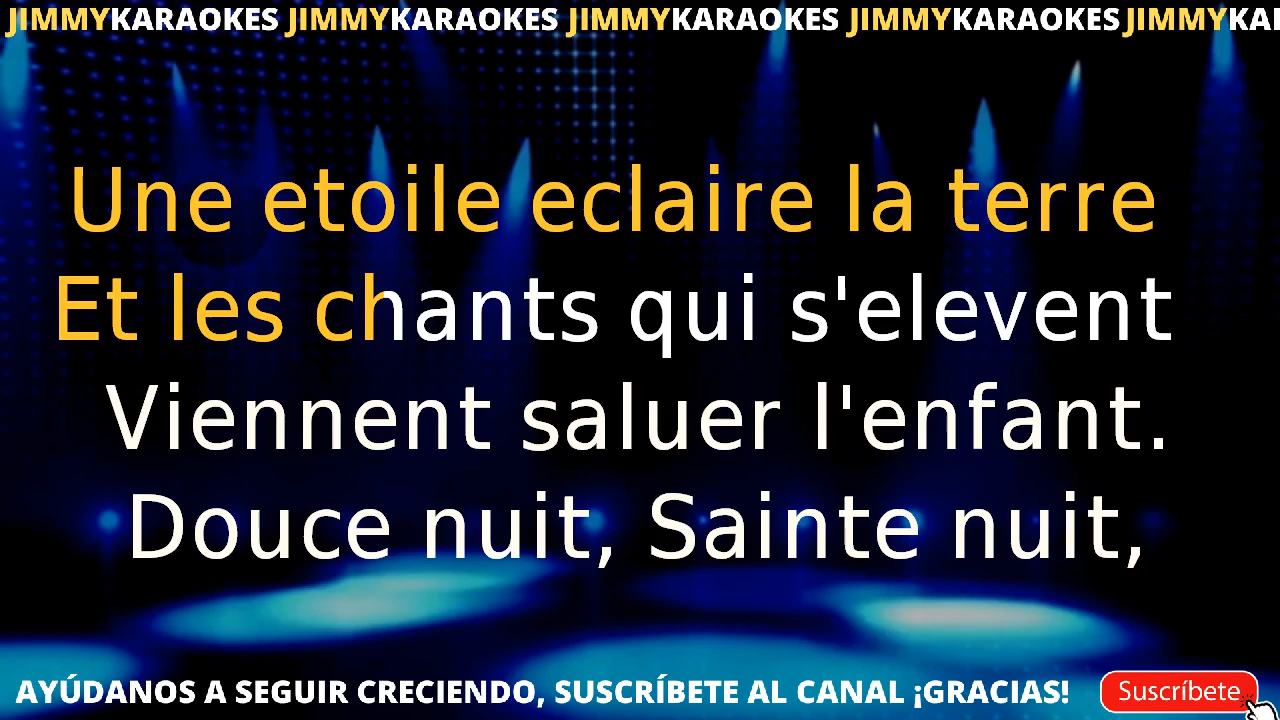 JIMMYKARAOKES JIMMYKARAOKES JIMMYKARAOKES JIMMYKARAOKES JIMMYKAI
Une etoile eclaire la terre
Et les chants qui s'elevent
Viennent saluer l'enfant.
Douce nuit, Sainte nuit,
AYÚDANOS A SEGUIR CRECIENDO, SUSCRÍBETE AL CANAL ¡GRACIAS! Suscríbete